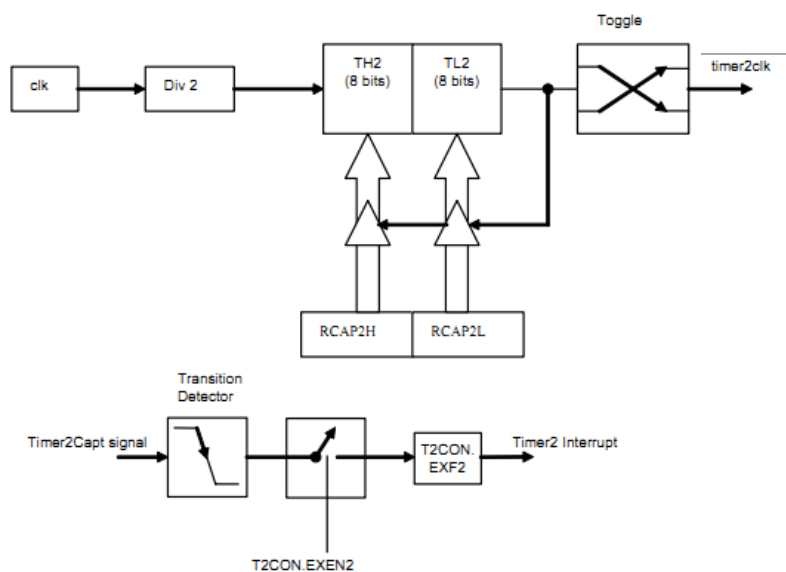 Toggle
clk
Div 2
TH2
(8 bits)
TL2
(8 bits)
timer2clk
RCAP2H
RCAP2L
Transition
Detector
Timer2Capt signal
T2CON.
EXF2
Timer2 Interrupt
T2CON.EXEN2